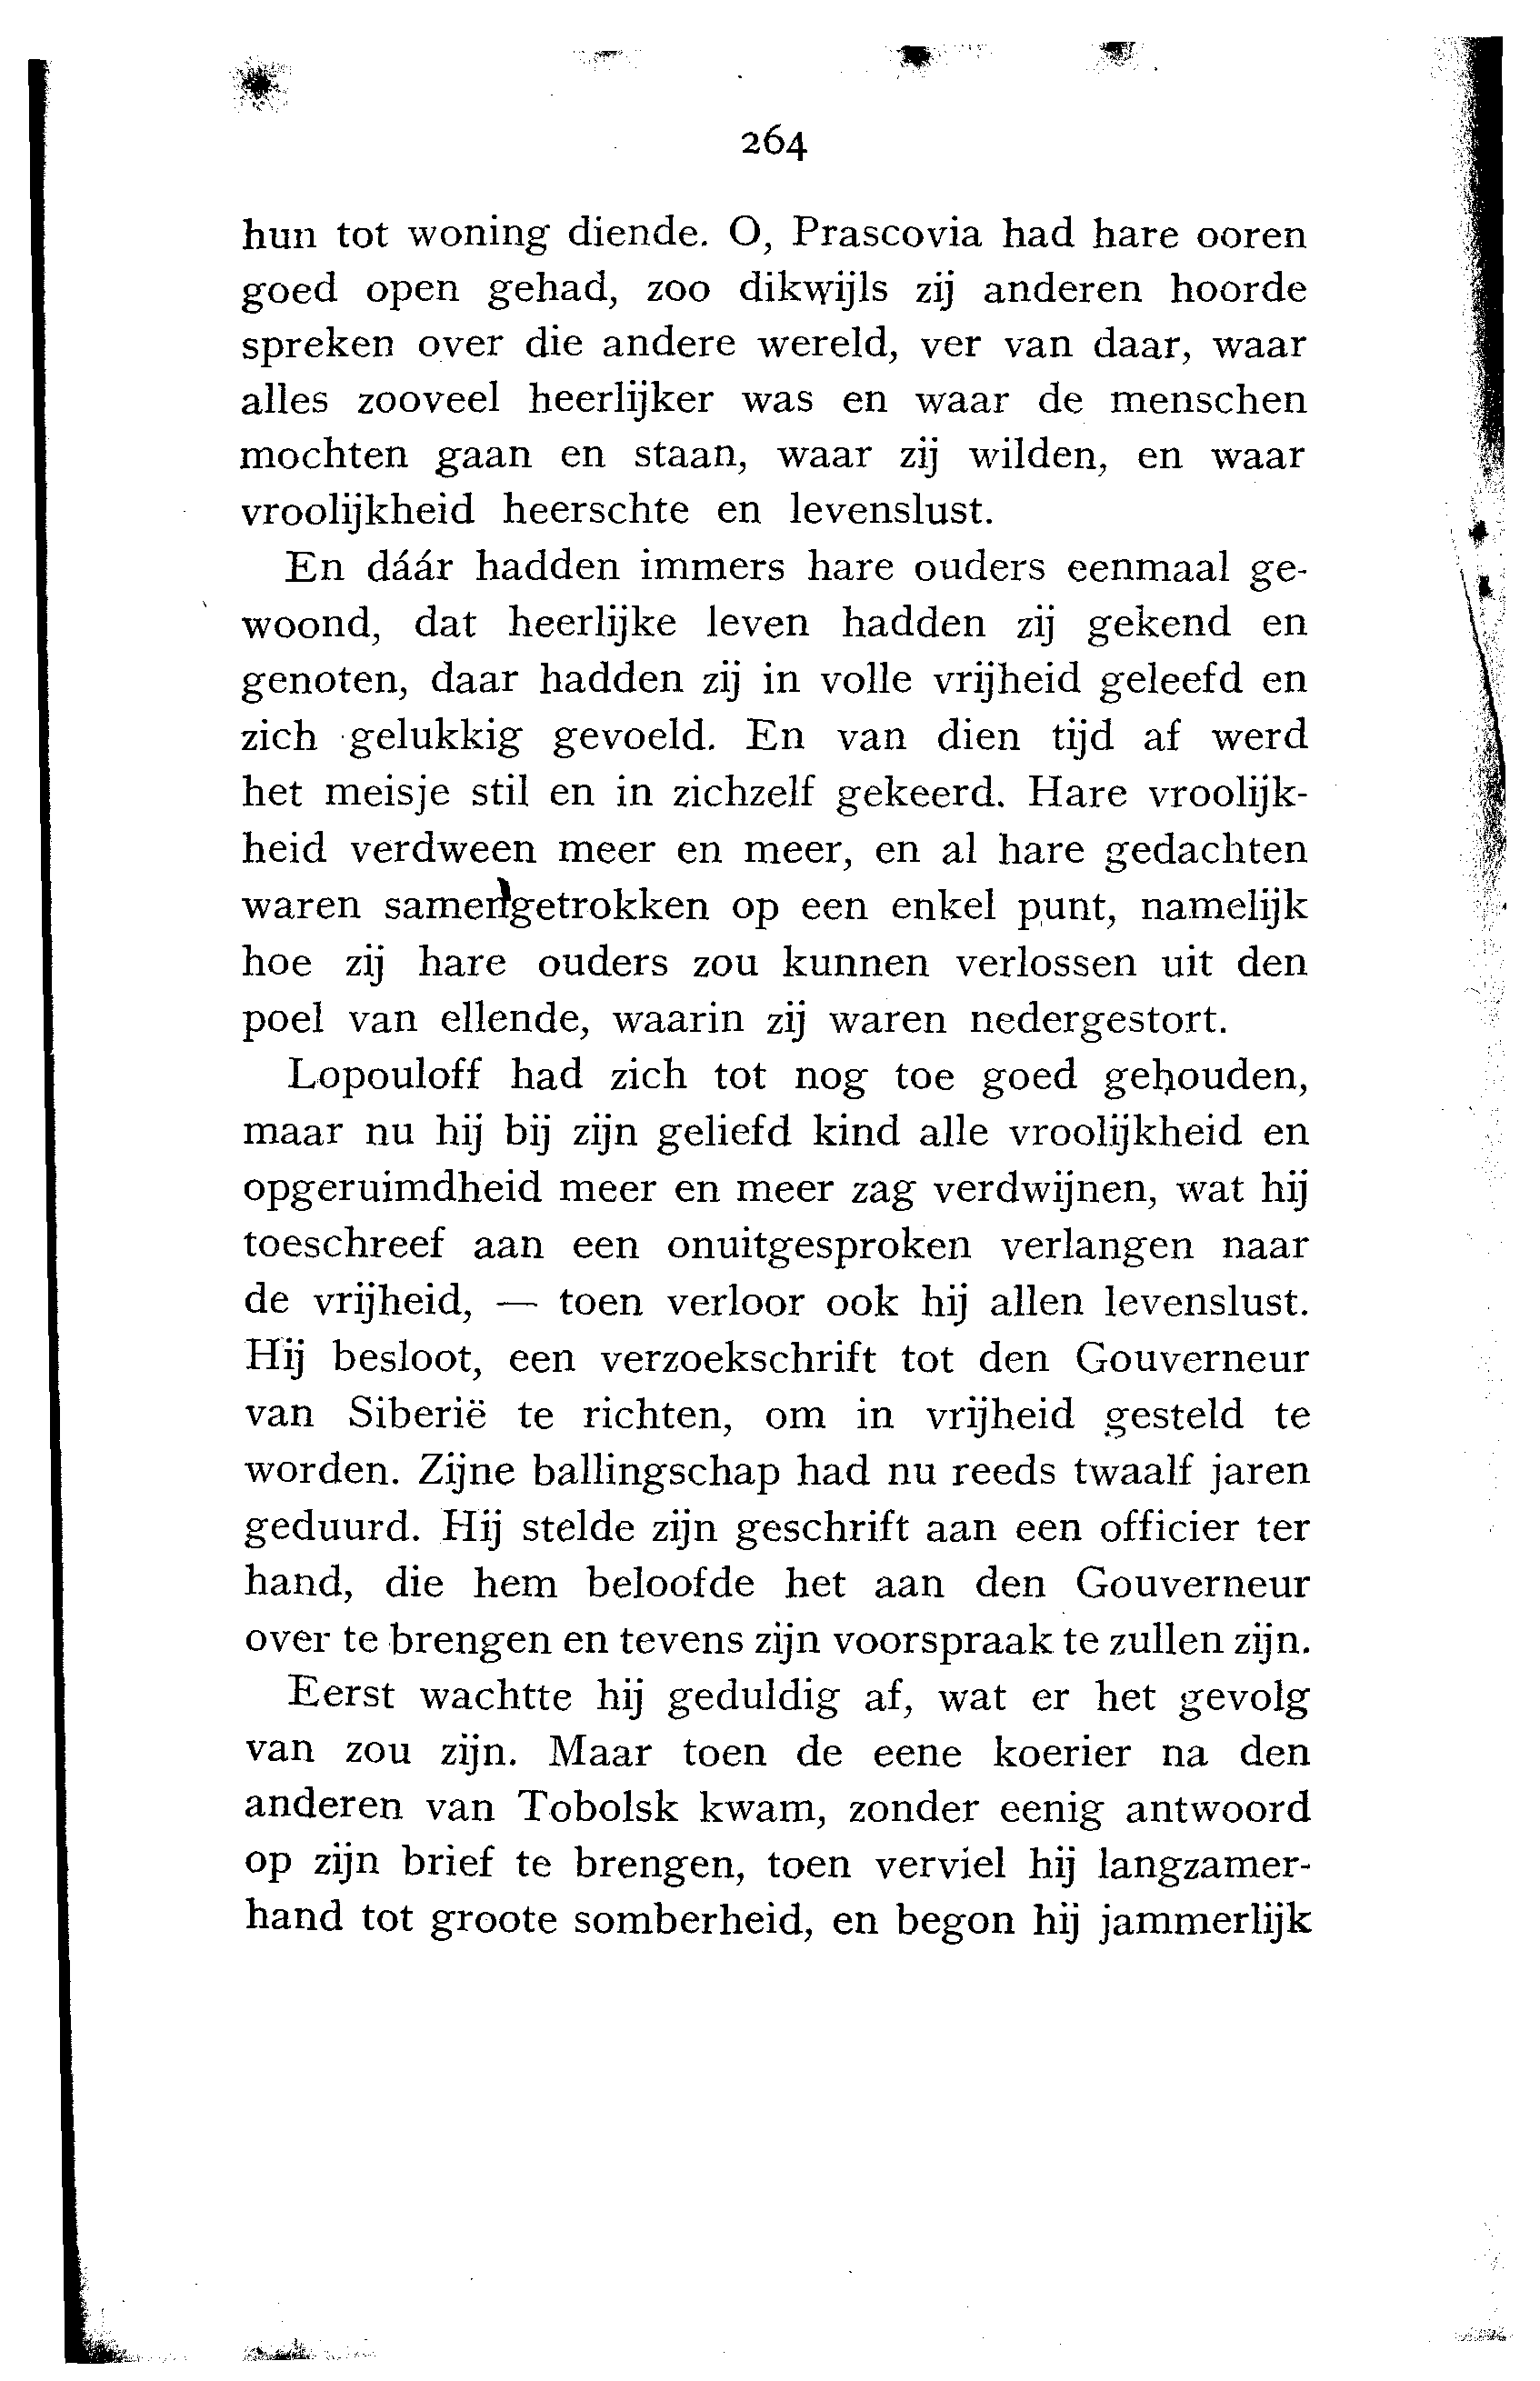 264
hun tot woning diende. O, Prascovia had hare ooren
goed open gehad, zoo dikwijls zij anderen hoorde
spreken over die andere wereld, ver van daar, waar
alles zooveel heerlijker was en waar de menschen
mochten gaan en staan, waar zij wilden, en waar
vroolijkheid heerschte en levenslust.
En dáár hadden immers hare ouders eenmaal ge-
woond, dat heerlijke leven hadden zij gekend en
genoten, daar hadden zij in volle vrijheid geleefd en
zich gelukkig gevoeld. En van dien tijd af werd
het meisje stil en in zichzelf gekeerd. Hare vroolijk-
heid verdween meer en meer, en al hare gedachten
waren samengetrokken op een enkel punt, namelijk
hoe zij hare ouders zou kunnen verlossen uit den
poel van ellende, waarin zij waren nedergestort.
Lopouloff had zich tot nog toe goed gehouden,
maar nu hij bij zijn geliefd kind alle vroolijkheid en
opgeruimdheid meer en meer zag verdwijnen, wat hij
toeschreef aan een onuitgesproken verlangen naar
de vrijheid, — toen verloor ook hij allen levenslust.
Hij besloot, een verzoekschrift tot den Gouverneur
van Siberië te richten, om in vrijheid gesteld te
worden. Zijne ballingschap had nu reeds twaalf jaren
geduurd. Hij stelde zijn geschrift aan een officier ter
hand, die hem beloofde het aan den Gouverneur
over te brengen en tevens zijn voorspraak te zullen zijn.
Eerst wachtte hij geduldig af, wat er het gevolg
van zou zijn. Maar toen de eene koerier na den
anderen van Tobolsk kwam, zonder eenig antwoord
op zijn brief te brengen, toen verviel hij langzamer-
hand tot groote somberheid, en begon hij jammerlijk